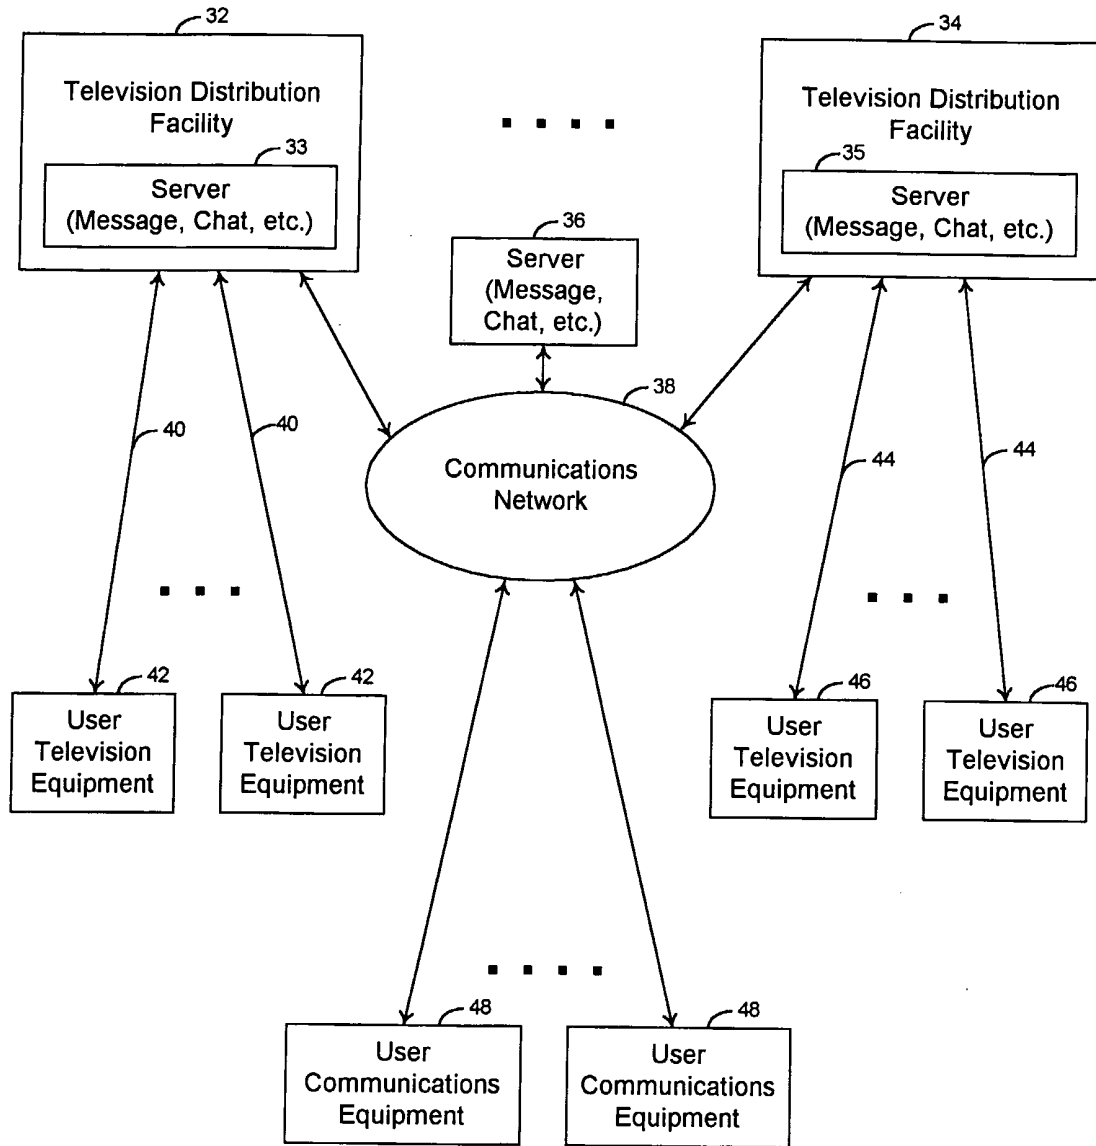 32
Television Distribution
Facility
33
Server
(Message, Chat, etc.)
34
Television Distribution
Facility
35
Server
(Message, Chat, etc.)
36
Server
(Message,
Chat, etc.)
38
Communications
Network
40
40
44
44
42
User
Television
Equipment
42
User
Television
Equipment
46
User
Television
Equipment
46
User
Television
Equipment
48
User
Communications
Equipment
48
User
Communications
Equipment